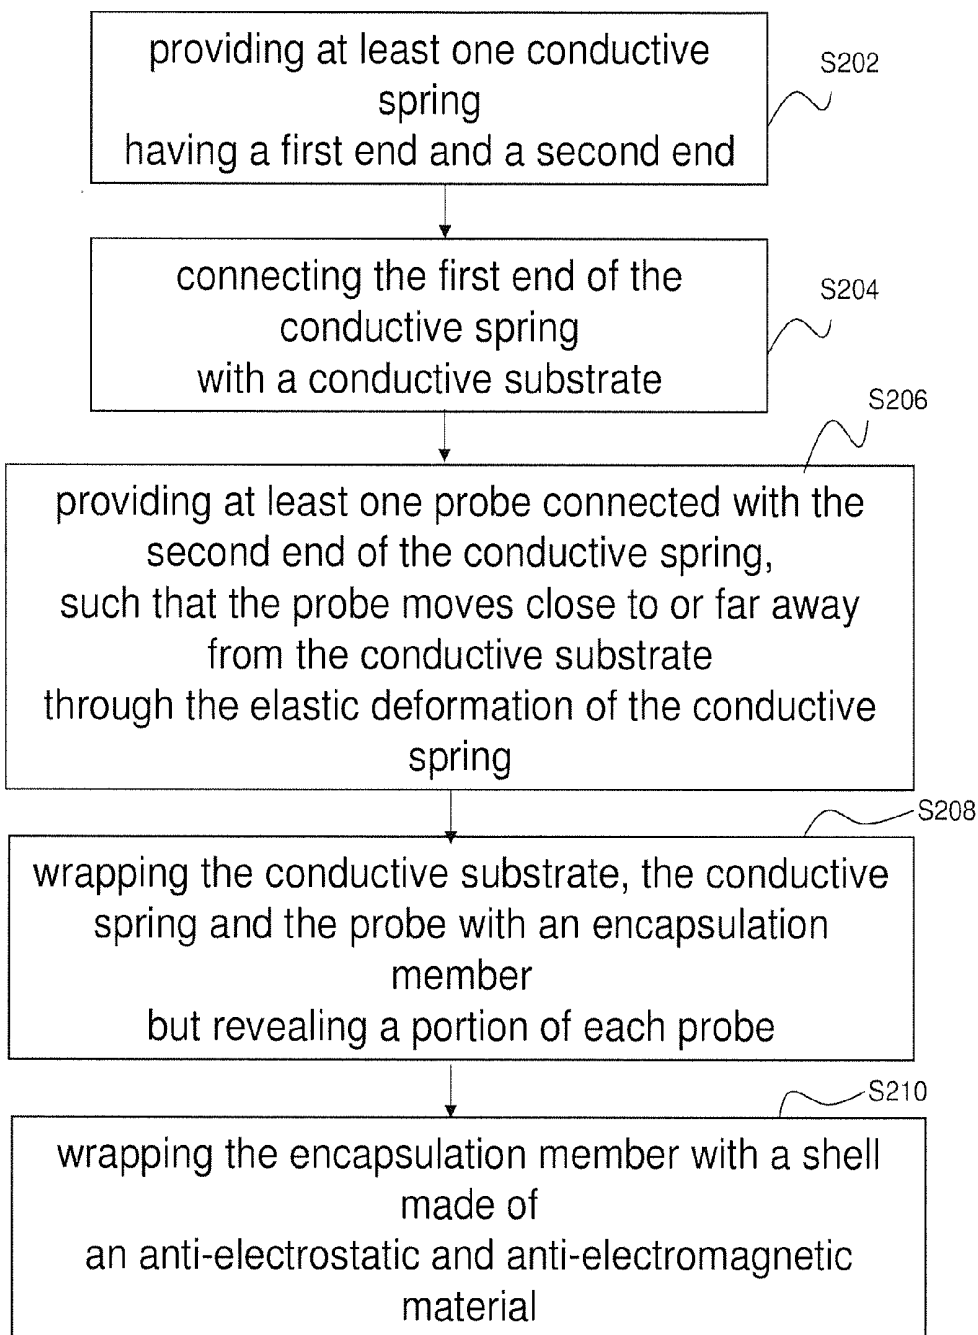 providing at least one conductive
spring
having a first end and a second end
S202
connecting the first end of the
conductive spring
with a conductive substrate
S204
S206
providing at least one probe connected with the
second end of the conductive spring,
such that the probe moves close to or far away
from the conductive substrate
through the elastic deformation of the conductive
spring
S208
wrapping the conductive substrate, the conductive
spring and the probe with an encapsulation
member
but revealing a portion of each probe
S210
wrapping the encapsulation member with a shell
made of
an anti-electrostatic and anti-electromagnetic
material